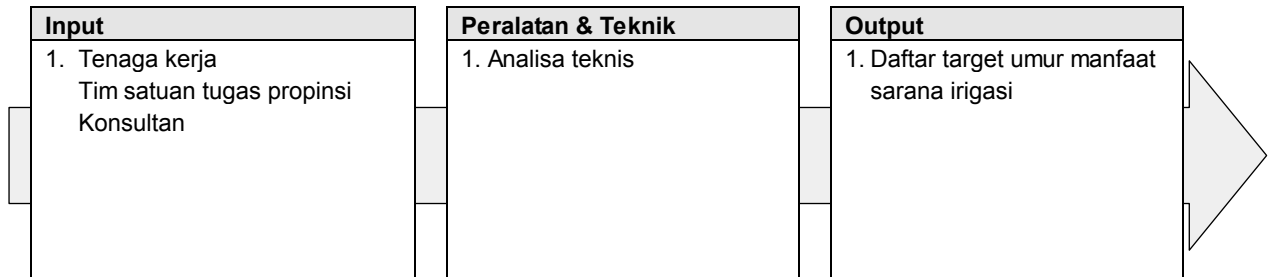 Input
1. Tenaga kerja
Tim satuan tugas propinsi
Konsultan
Peralatan & Teknik
1. Analisa teknis
Output
1. Daftar target umur manfaat
sarana irigasi